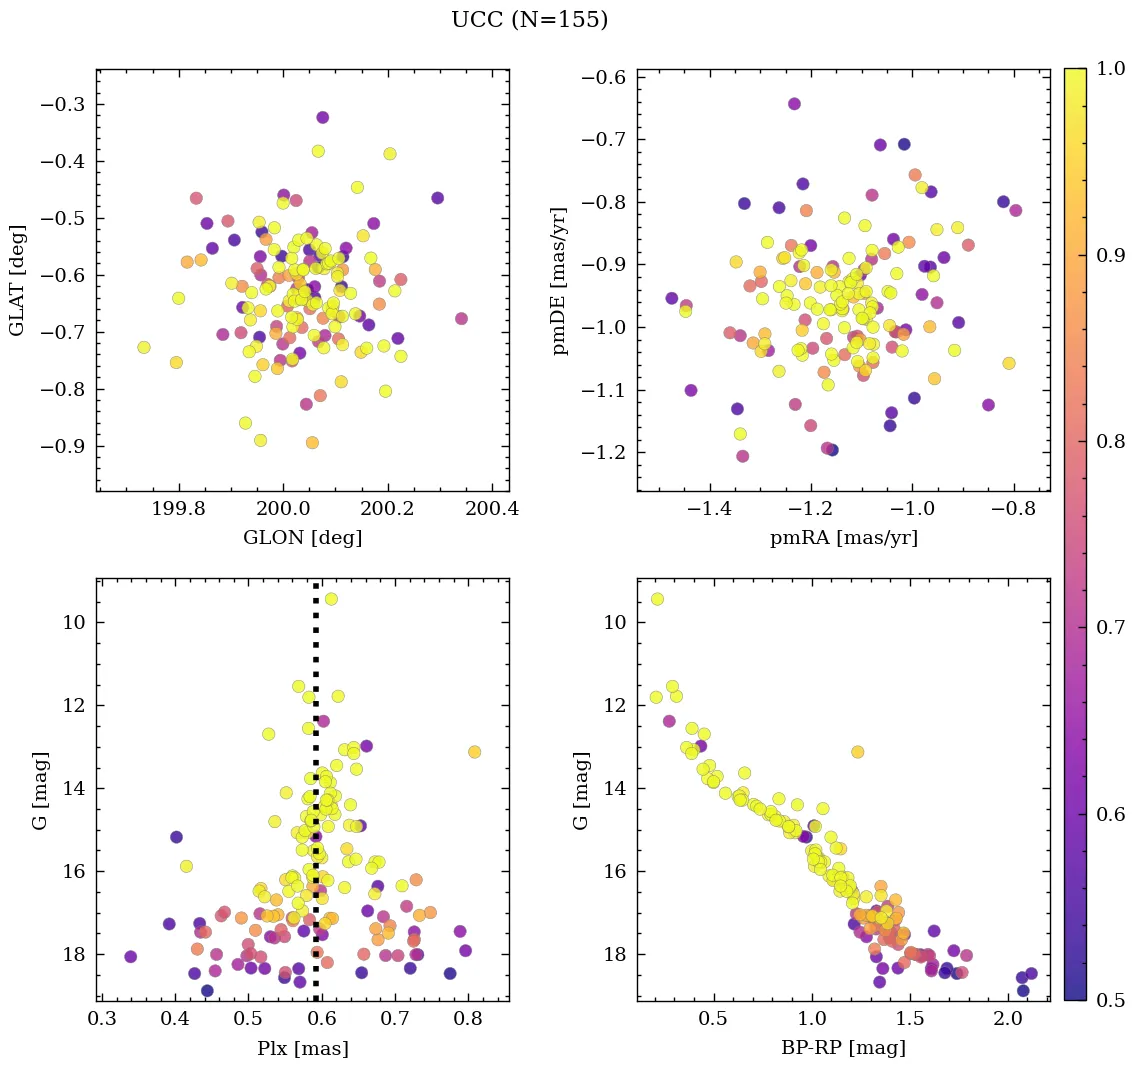 UCC (N=155)
−0.3
−0.4
−0.5
−0.6
−0.7
−0.8
−0.9
GLAT [deg]
199.8 200.0 200.2 200.4
GLON [deg]
−0.6
−0.7
−0.8
−0.9
−1.0
−1.1
−1.2
pmDE [mas/yr]
−1.4 −1.2 −1.0 −0.8
pmRA [mas/yr]
10
12
14
16
18
G [mag]
0.3 0.4 0.5 0.6 0.7 0.8
Plx [mas]
10
12
14
16
18
G [mag]
0.5 1.0 1.5 2.0
BP-RP [mag]
1.0
0.9
0.8
0.7
0.6
0.5